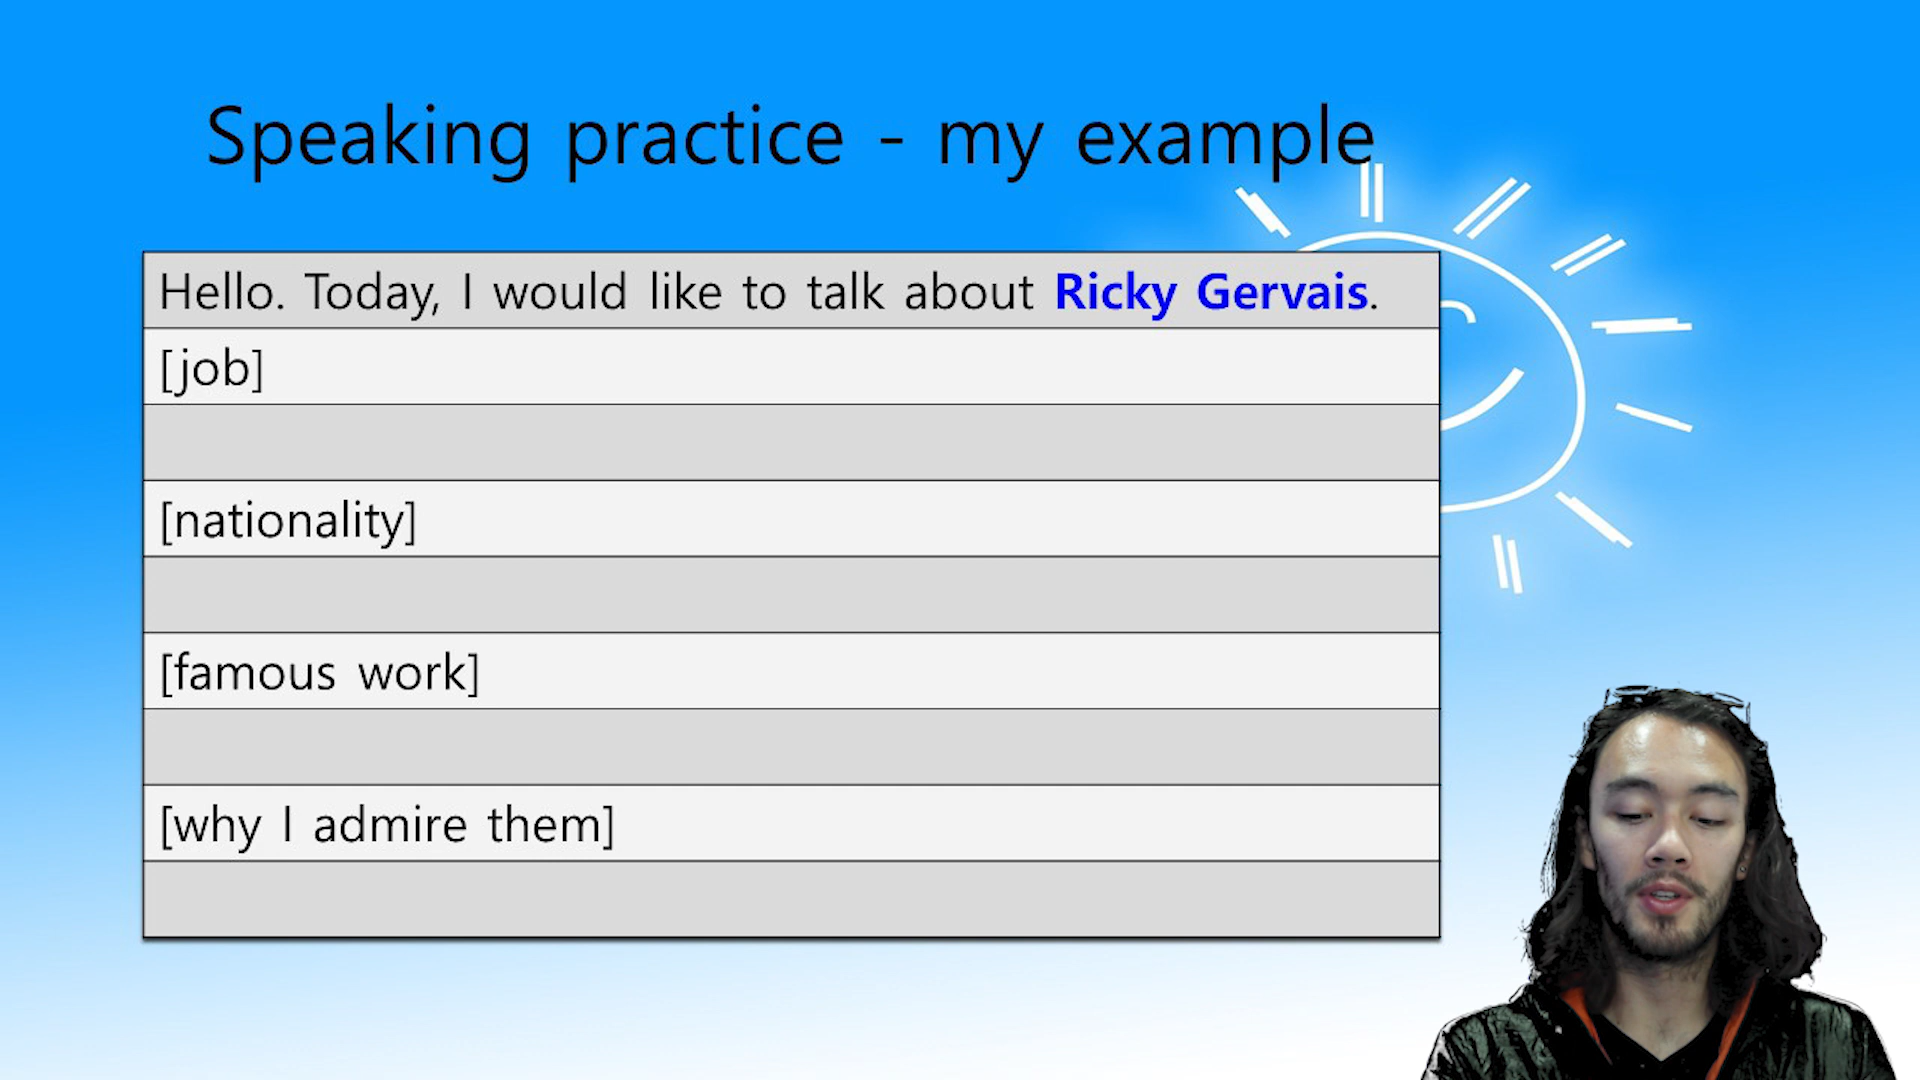 Speaking practice - my example
Hello. Today, I would like to talk about Ricky Gervais.
[job]
[nationality]
[famous work]
[why I admire them]